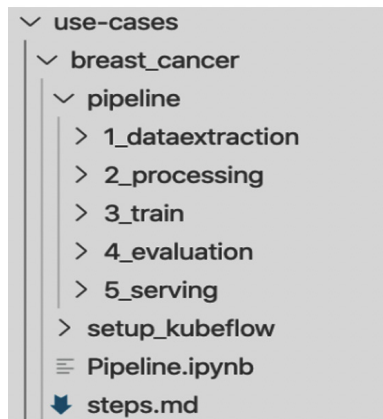 use-cases
breast_cancer
pipeline
1_dataextraction
2_processing
3_train
4_evaluation
5_serving
setup_kubeflow
Pipeline.ipynb
steps.md